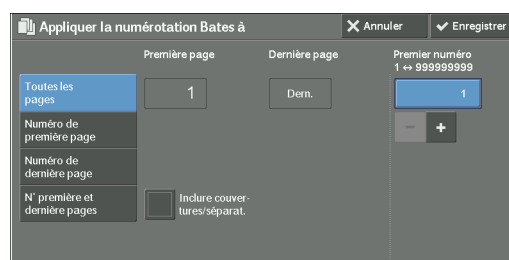 Appliquer la numérotation Bates à
Annuler
Enregistrer
Première page
Dernière page
Premier numéro
1 ↔ 999999999
Toutes les
pages
1
Dern.
1
Numéro de
première page
− +
Numéro de
dernière page
N° première et
dernière pages
Inclure couver-
tures/séparat.